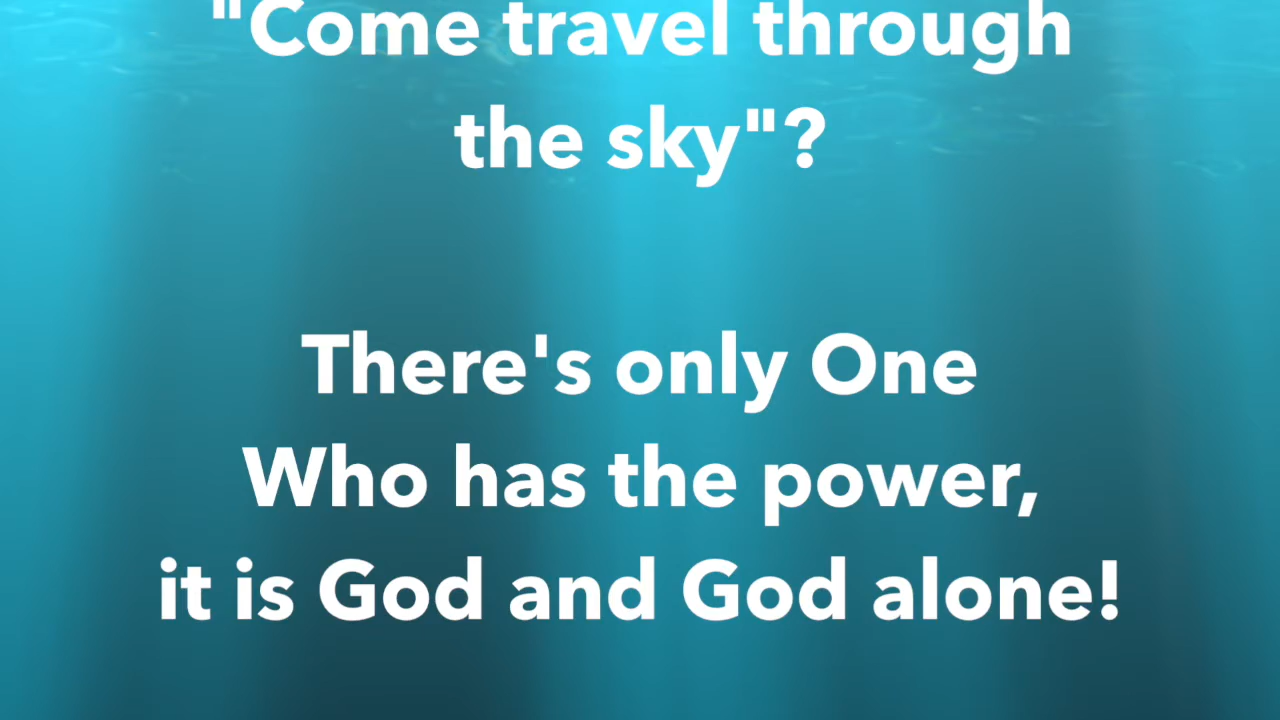 "Come travel through
the sky"?
There's only One
Who has the power,
it is God and God alone!